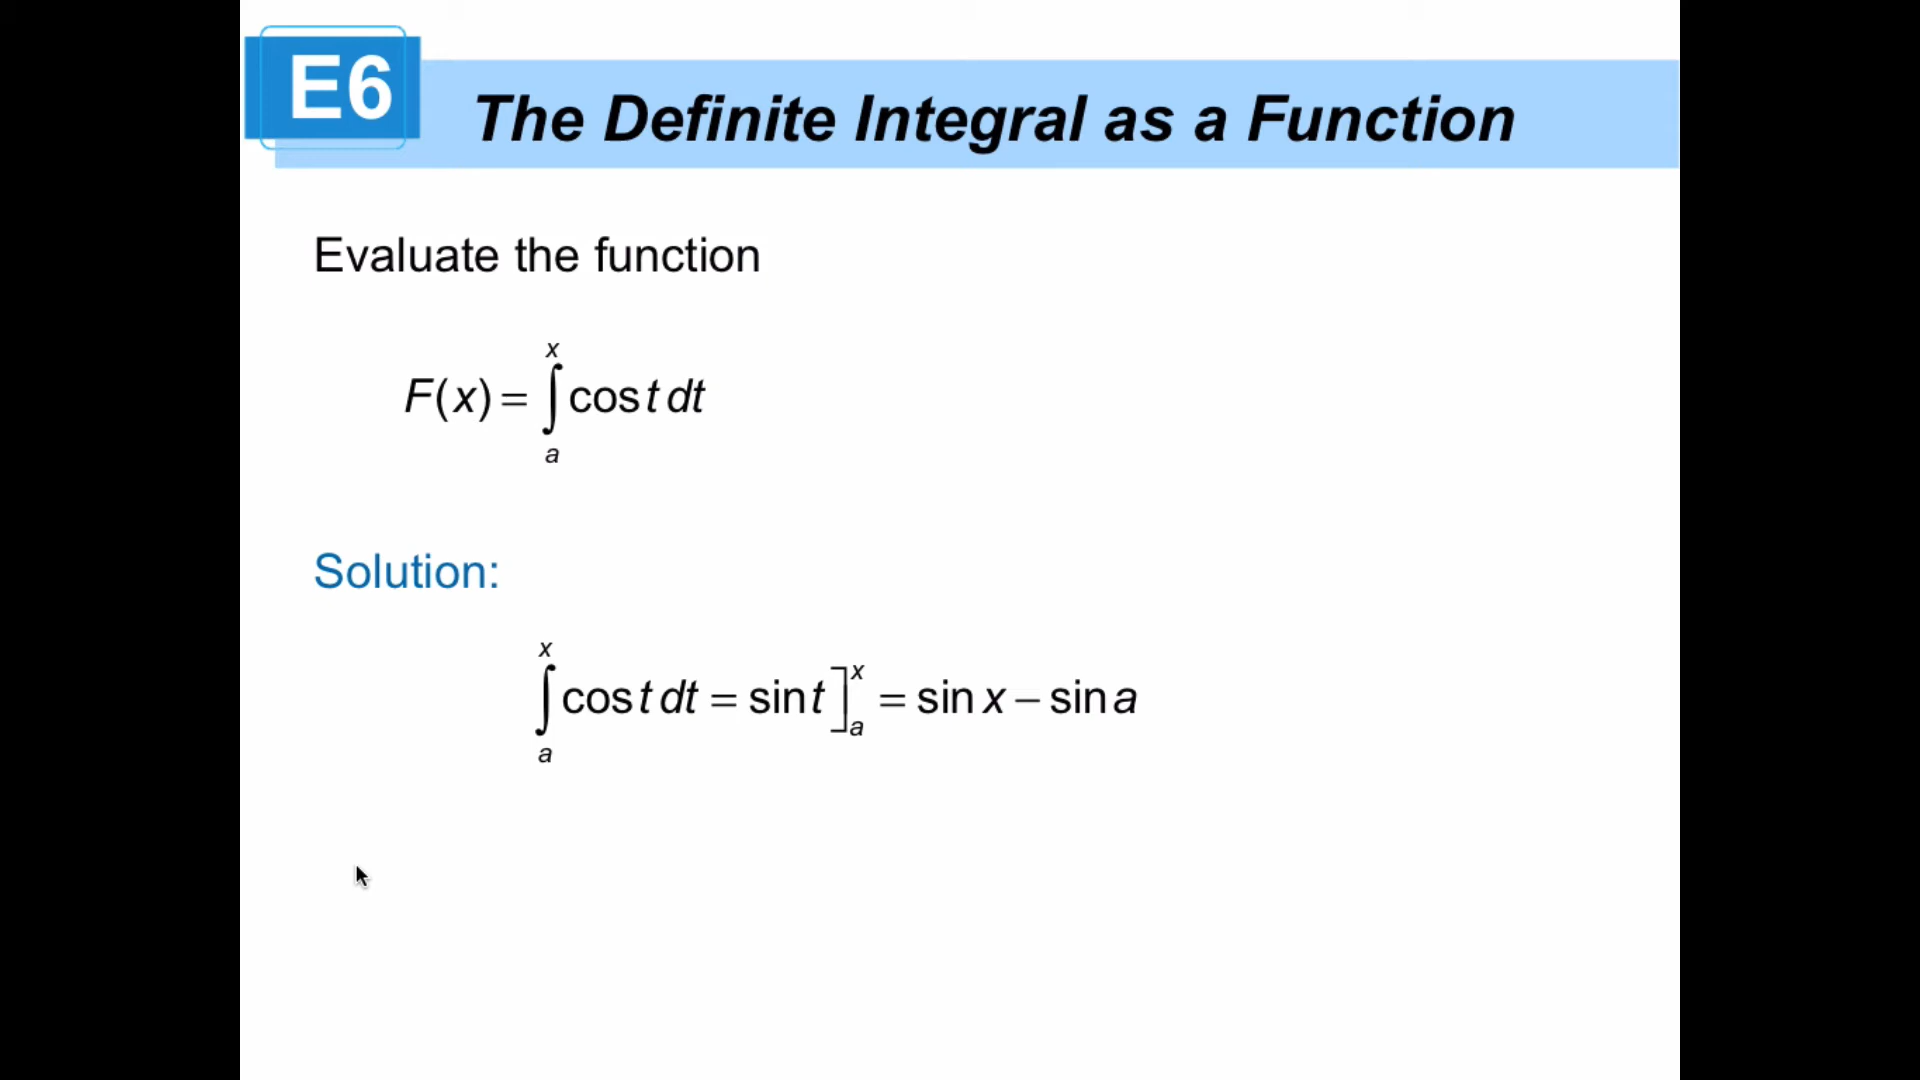 E6
The Definite Integral as a Function
Evaluate the function
F(x) = ∫_a^x cos t dt
Solution:
∫_a^x cos t dt = sin t ]_a^x = sin x – sin a